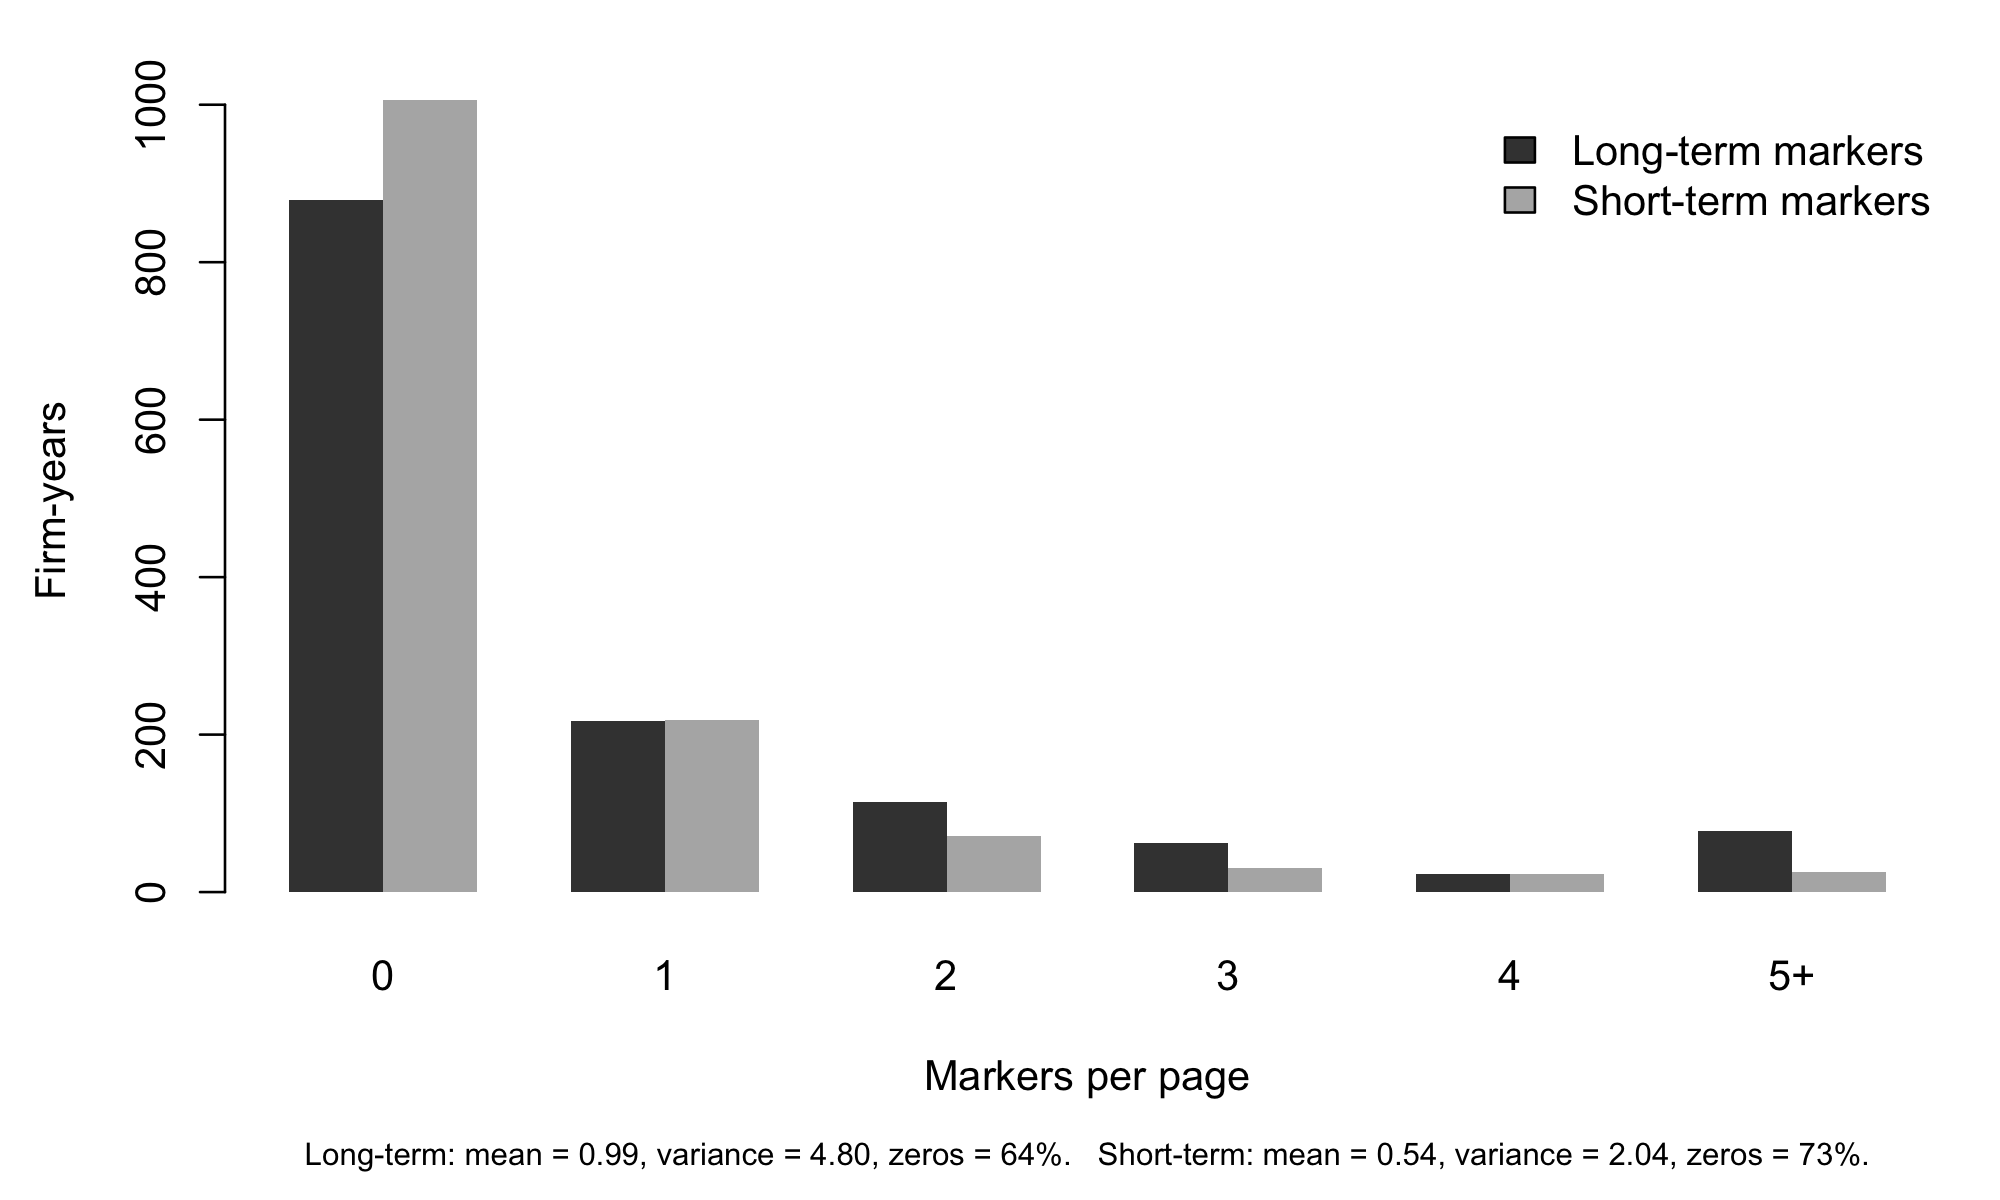 1000
800
600
400
200
0
Firm-years
Long-term markers
Short-term markers
0 1 2 3 4 5+
Markers per page
Long-term: mean = 0.99, variance = 4.80, zeros = 64%. Short-term: mean = 0.54, variance = 2.04, zeros = 73%.